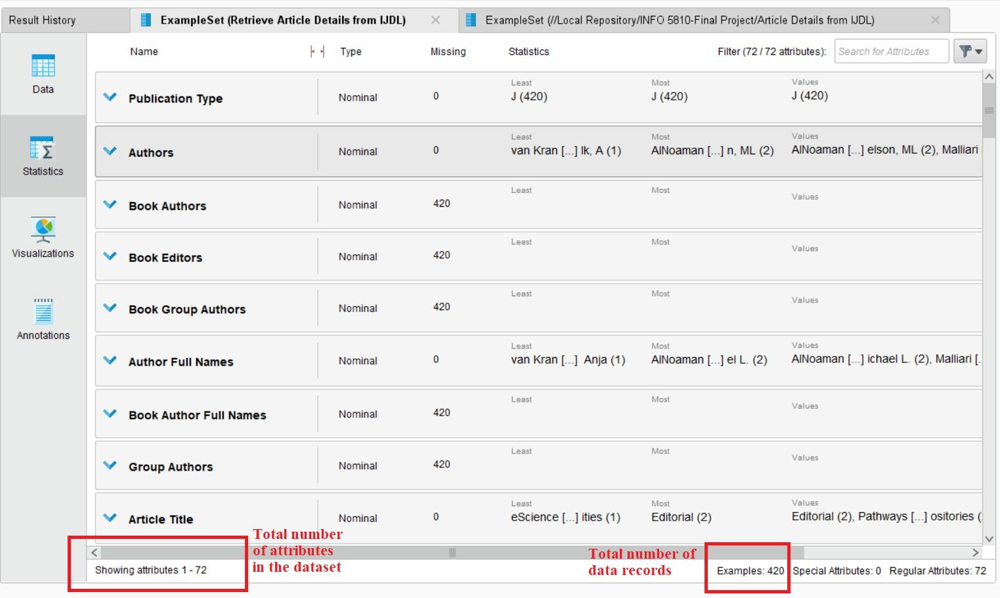 Result History
ExampleSet (Retrieve Article Details from IJDL)
ExampleSet (//Local Repository/INFO 5810-Final Project/Article Details from IJDL)
Name Type Missing Statistics Filter (72 / 72 attributes): Search for Attributes
Data
Statistics
Visualizations
Annotations
Least Most Values
Publication Type Nominal 0 J (420) J (420) J (420)
Least Most Values
Authors Nominal 0 van Kran [...] lk, A (1) AlNoaman [...] n, ML (2) AlNoaman [...] elson, ML (2), Malliari
Least Most Values
Book Authors Nominal 420
Least Most Values
Book Editors Nominal 420
Least Most Values
Book Group Authors Nominal 420
Least Most Values
Author Full Names Nominal 0 van Kran [...] Anja (1) AlNoaman [...] el L. (2) AlNoaman [...] ichael L. (2), Malliari [.
Least Most Values
Book Author Full Names Nominal 420
Least Most Values
Group Authors Nominal 420
Least Most Values
Article Title Nominal 0 eScience [...] ities (1) Editorial (2) Editorial (2), Pathways [...] ositories (
Total number
of attributes
in the dataset
Total number of
data records
Showing attributes 1 - 72
Examples: 420 Special Attributes: 0 Regular Attributes: 72